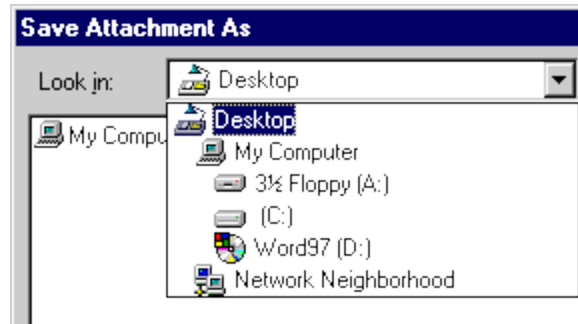 Save Attachment As
Look in:
Desktop
Desktop
My Compu
My Computer
3½ Floppy (A:)
(C:)
Word97 (D:)
Network Neighborhood